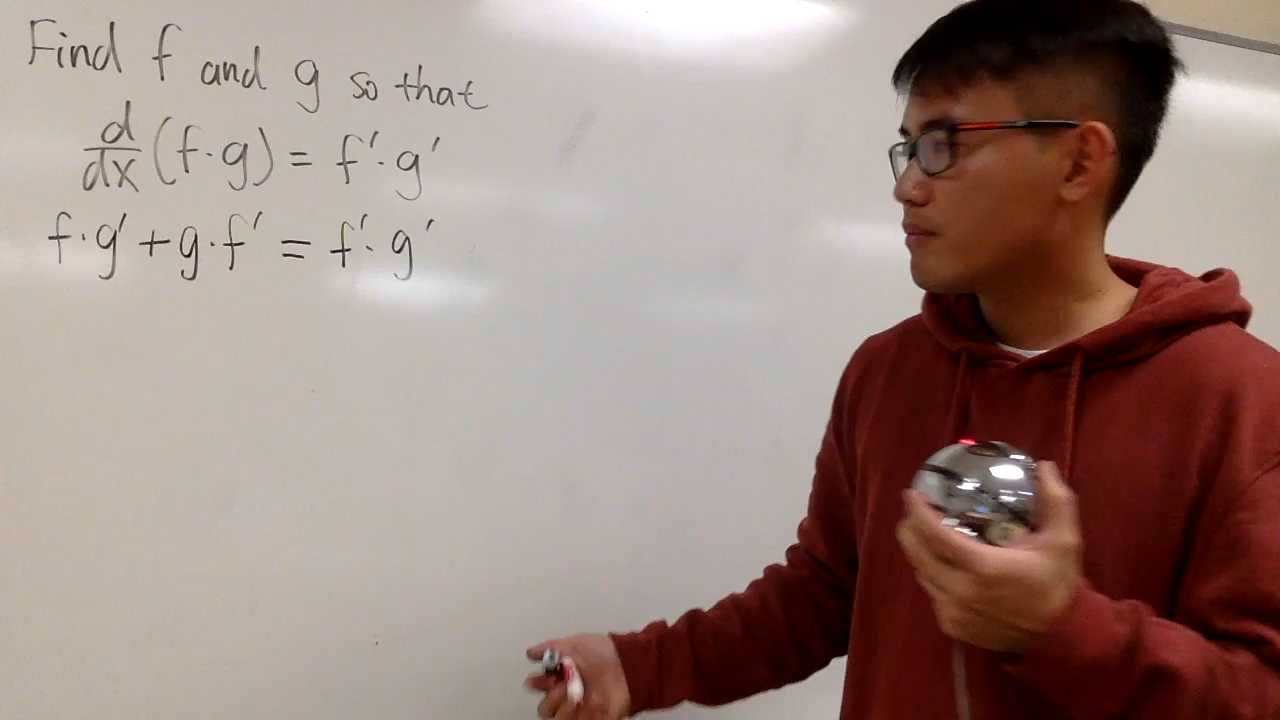 Find f and g so that
d/dx (f·g) = f'·g'
f·g' + g·f' = f'·g'